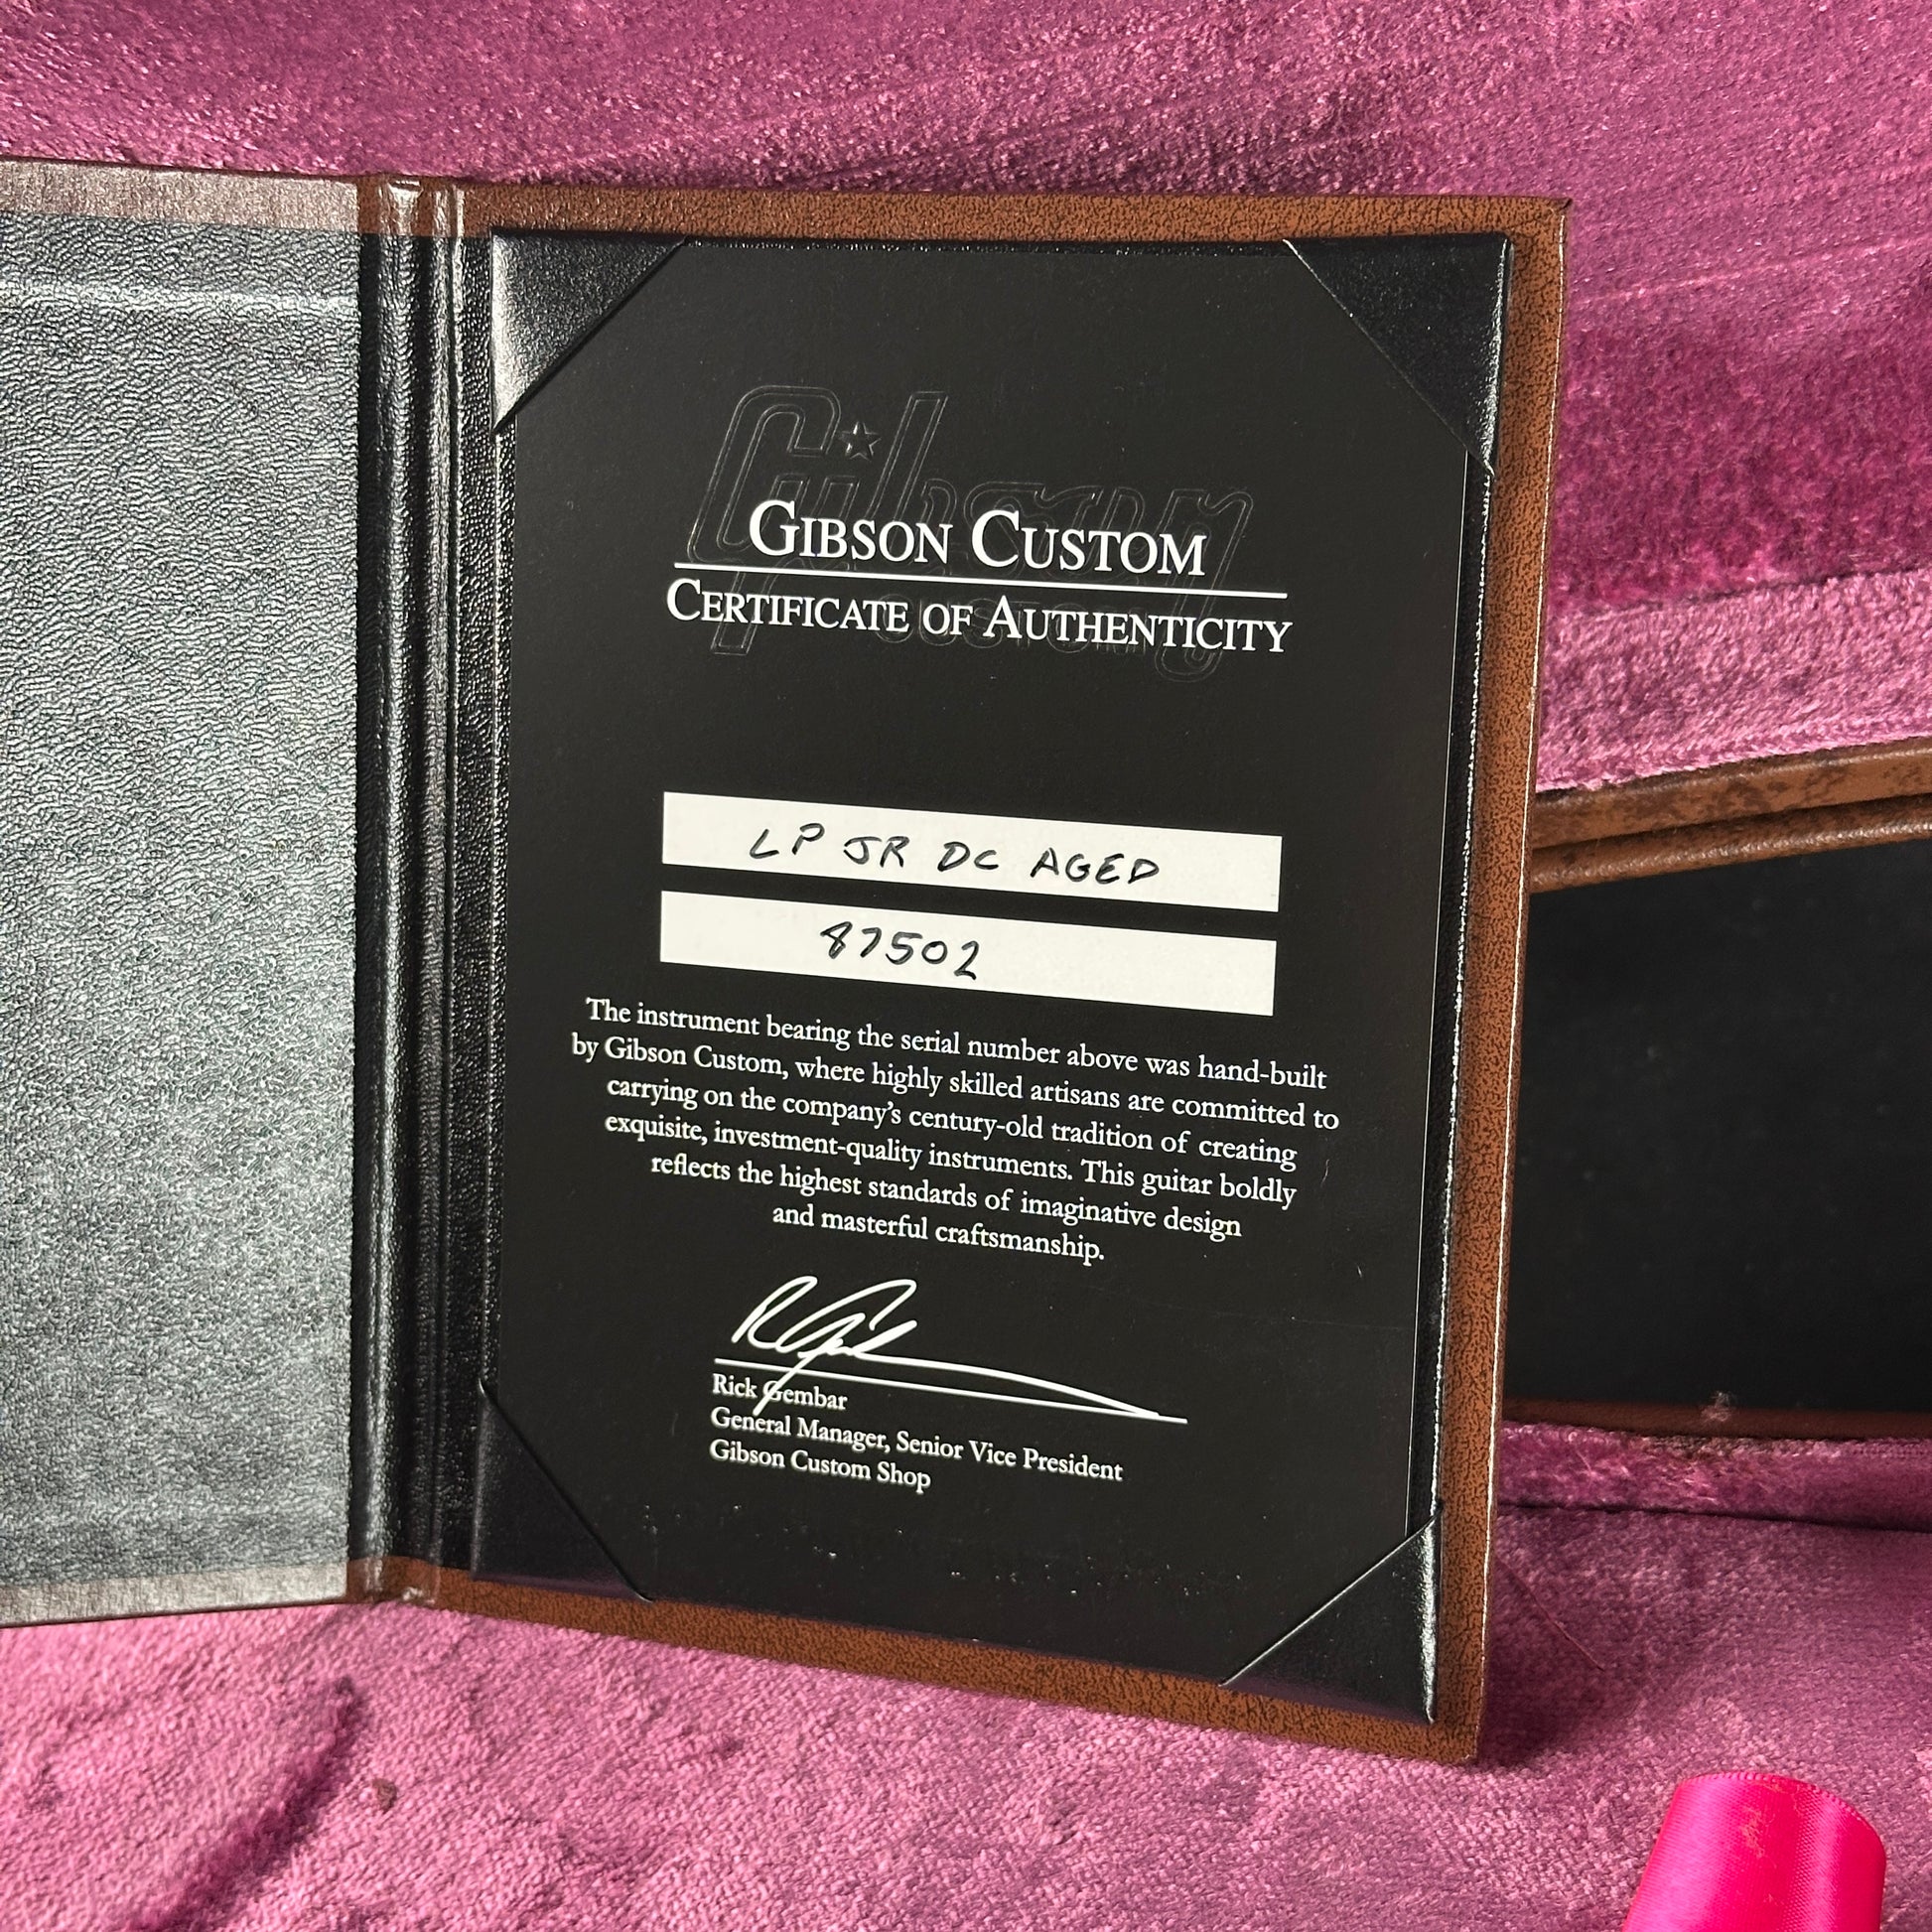 Gibson
CUSTOM
GIBSON CUSTOM
CERTIFICATE OF AUTHENTICITY
LP JR DC AGED
87502
The instrument bearing the serial number above was hand-built
by Gibson Custom, where highly skilled artisans are committed to
carrying on the company's century-old tradition of creating
exquisite, investment-quality instruments. This guitar boldly
reflects the highest standards of imaginative design
and masterful craftsmanship.
Rick Gembar
General Manager, Senior Vice President
Gibson Custom Shop